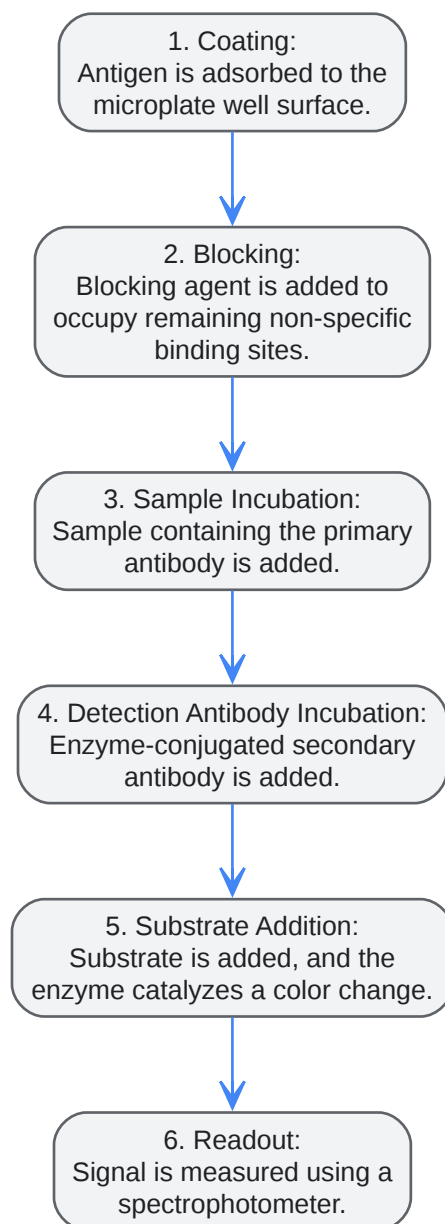 1. Coating:
Antigen is adsorbed to the
microplate well surface.
2. Blocking:
Blocking agent is added to
occupy remaining non-specific
binding sites.
3. Sample Incubation:
Sample containing the primary
antibody is added.
4. Detection Antibody Incubation:
Enzyme-conjugated secondary
antibody is added.
5. Substrate Addition:
Substrate is added, and the
enzyme catalyzes a color change.
6. Readout:
Signal is measured using a
spectrophotometer.